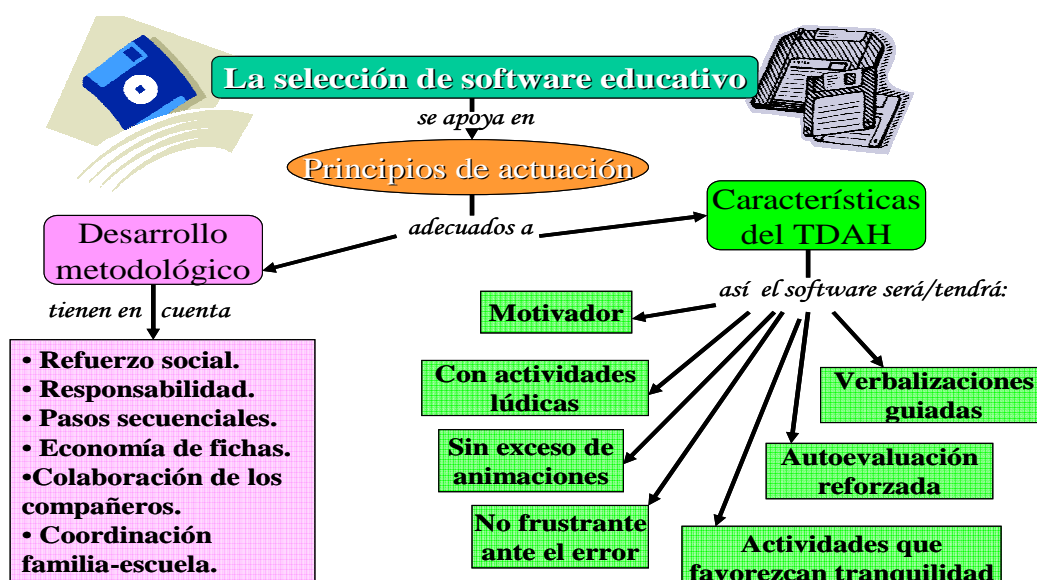 La selección de software educativo
se apoya en
Principios de actuación
adecuados a
Desarrollo
metodológico
tienen en cuenta
• Refuerzo social.
• Responsabilidad.
• Pasos secuenciales.
• Economía de fichas.
•Colaboración de los
compañeros.
• Coordinación
familia-escuela.
Características
del TDAH
así el software será/tendrá:
Motivador
Con actividades
lúdicas
Sin exceso de
animaciones
No frustrante
ante el error
Actividades que
favorezcan tranquilidad
Autoevaluación
reforzada
Verbalizaciones
guiadas